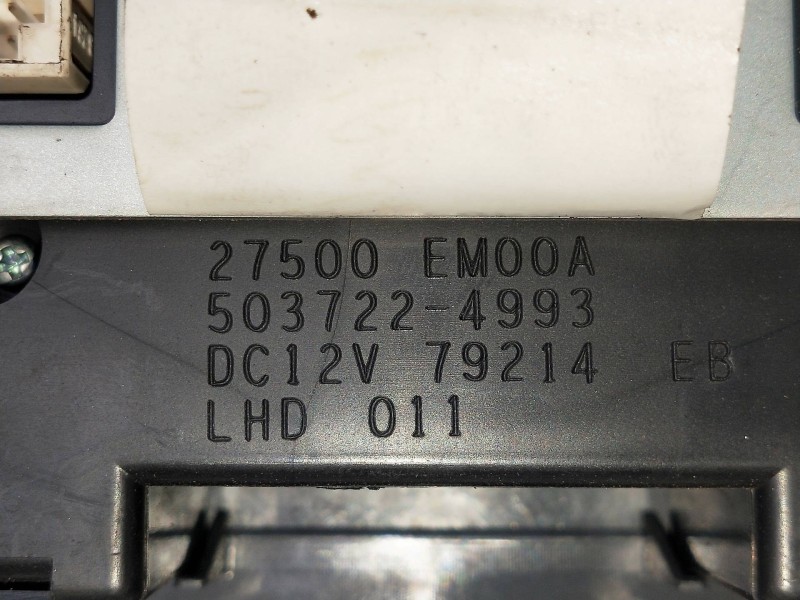 27500 EM00A
503722-4993
DC12V 79214 EB
LHD 011